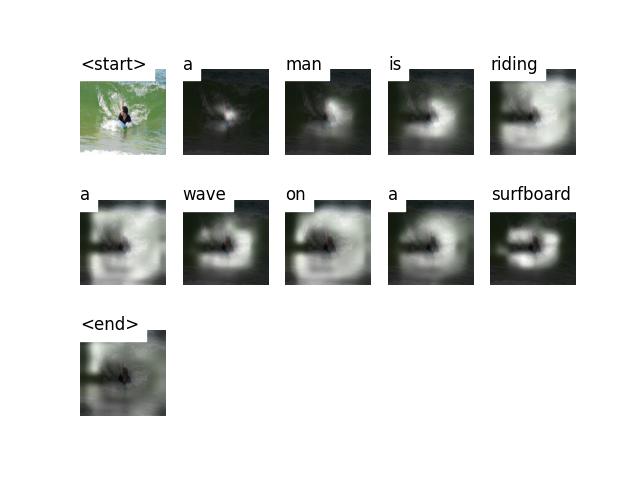 <start> a man is riding
a wave on a surfboard
<end>